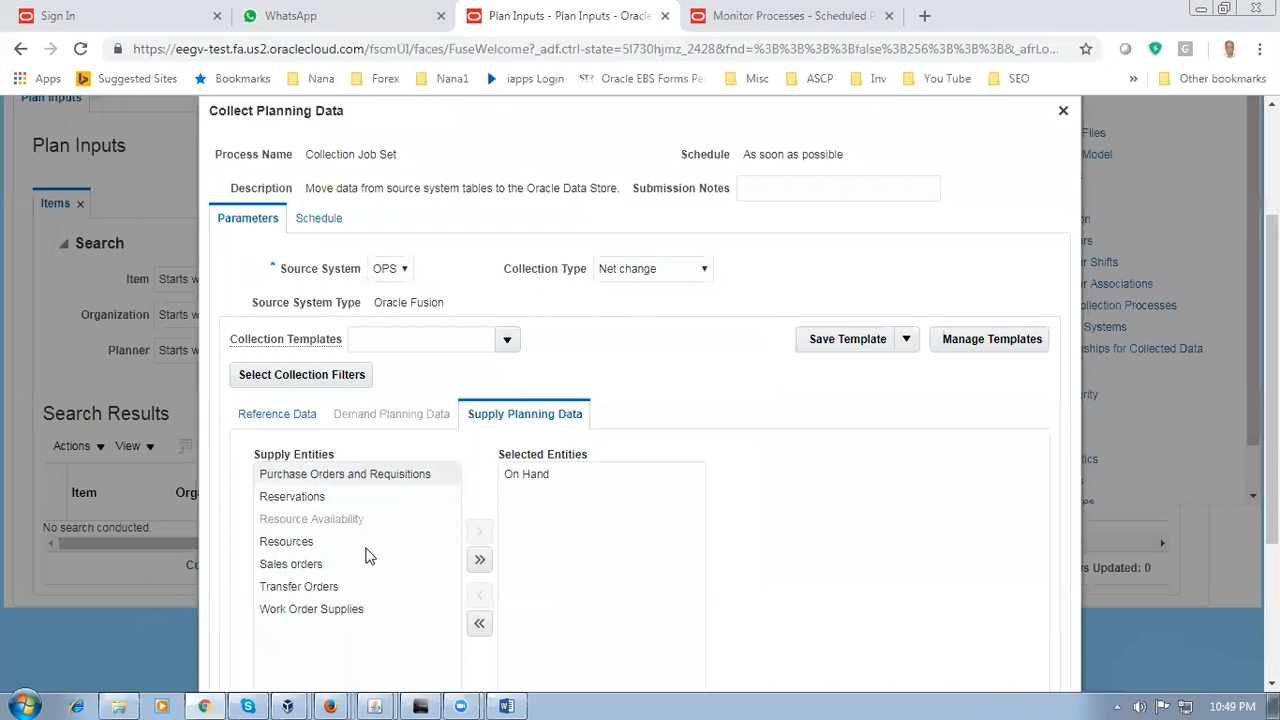 Sign In
WhatsApp
Plan Inputs - Plan Inputs - Oracle
Monitor Processes - Scheduled P
https://eegv-test.fa.us2.oraclecloud.com/fscmUI/faces/FuseWelcome?_adf.ctrl-state=5l730hjmz_2428&fnd=%3B%3B%3B%3Bfalse%3B256%3B%3B%3B&_afrLo...
Apps Suggested Sites Bookmarks Nana Forex Nana1 iapps Login STR Oracle EBS Forms Pe Misc ASCP Inv You Tube SEO » Other bookmarks
Plan Inputs
Collect Planning Data
Files
Plan Inputs
Process Name Collection Job Set Schedule As soon as possible
Model
Description Move data from source system tables to the Oracle Data Store. Submission Notes
Items
Parameters Schedule
Search
Source System OPS Collection Type Net change
Item Starts w
Shifts
Associations
Source System Type Oracle Fusion
Organization Starts w
ollection Processes
Systems
Collection Templates Save Template Manage Templates
Planner Starts w
nships for Collected Data
Select Collection Filters
Search Results
Reference Data Demand Planning Data Supply Planning Data
Actions View
Supply Entities Selected Entities
Purchase Orders and Requisitions On Hand
Item Org
Reservations
Resource Availability
No search conducted.
Resources
Sales orders
s Updated: 0
Transfer Orders
Work Order Supplies
10:49 PM